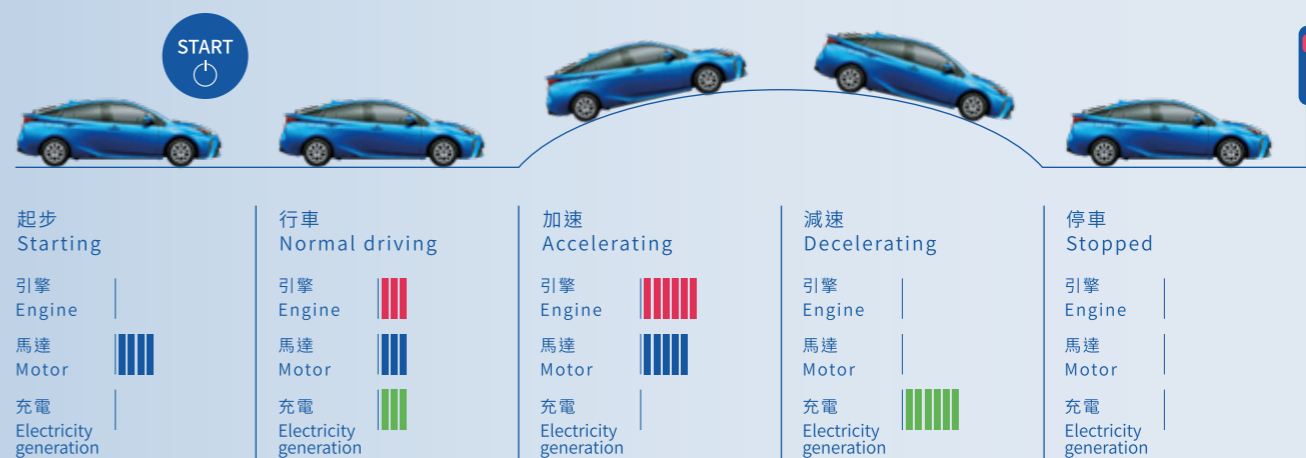 START
起步
Starting
引擎
Engine
馬達
Motor
充電
Electricity
generation
行車
Normal driving
引擎
Engine
馬達
Motor
充電
Electricity
generation
加速
Accelerating
引擎
Engine
馬達
Motor
充電
Electricity
generation
減速
Decelerating
引擎
Engine
馬達
Motor
充電
Electricity
generation
停車
Stopped
引擎
Engine
馬達
Motor
充電
Electricity
generation